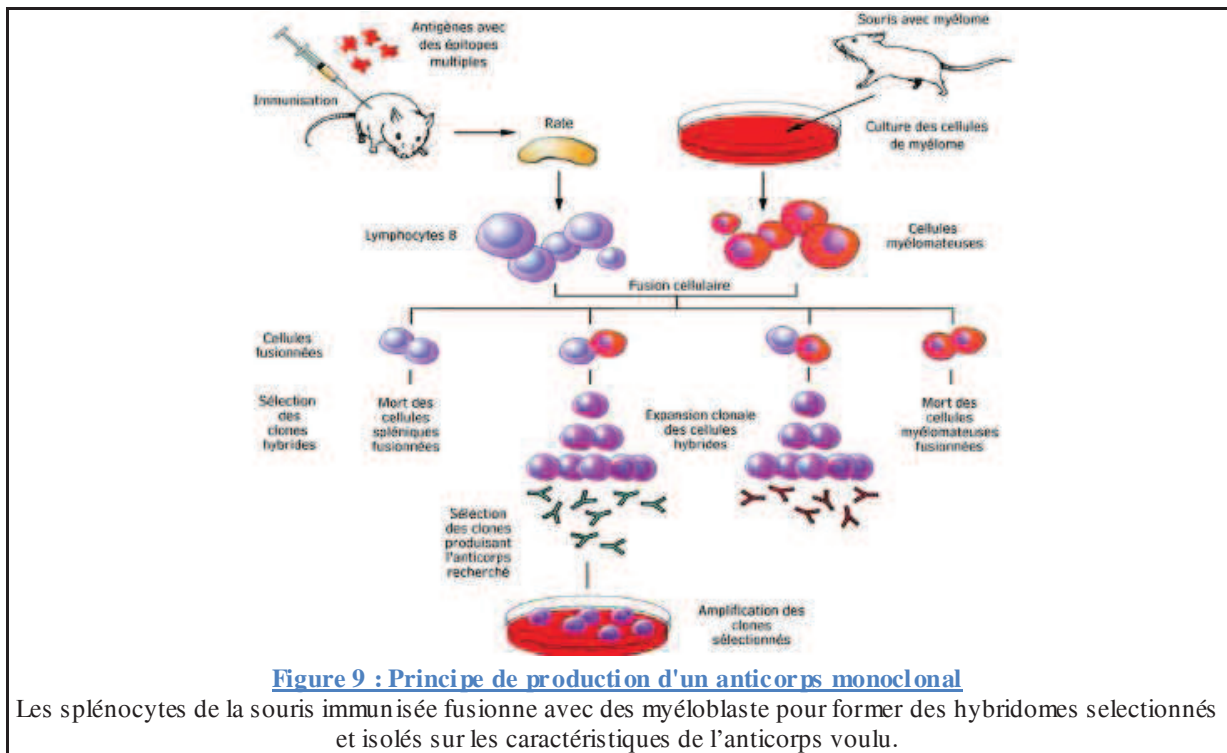 Antigènes avec
des épitopes
multiples
Souris avec myélome
Immunisation
Rate
Culture des cellules
de myélome
Lymphocytes B
Cellules
myélomateuses
Fusion cellulaire
Cellules
fusionnées
Sélection
des
clones
hybrides
Mort des
cellules
spléniques
fusionnées
Expansion clonale
des cellules
hybrides
Mort des
cellules
myélomateuses
fusionnées
Sélection
des clones
produisant
l'anticorps
recherché
Amplification des
clones
sélectionnés
Figure 9 : Principe de production d'un anticorps monoclonal
Les splénocytes de la souris immunisée fusionne avec des myéloblaste pour former des hybridomes selectionnés
et isolés sur les caractéristiques de l'anticorps voulu.